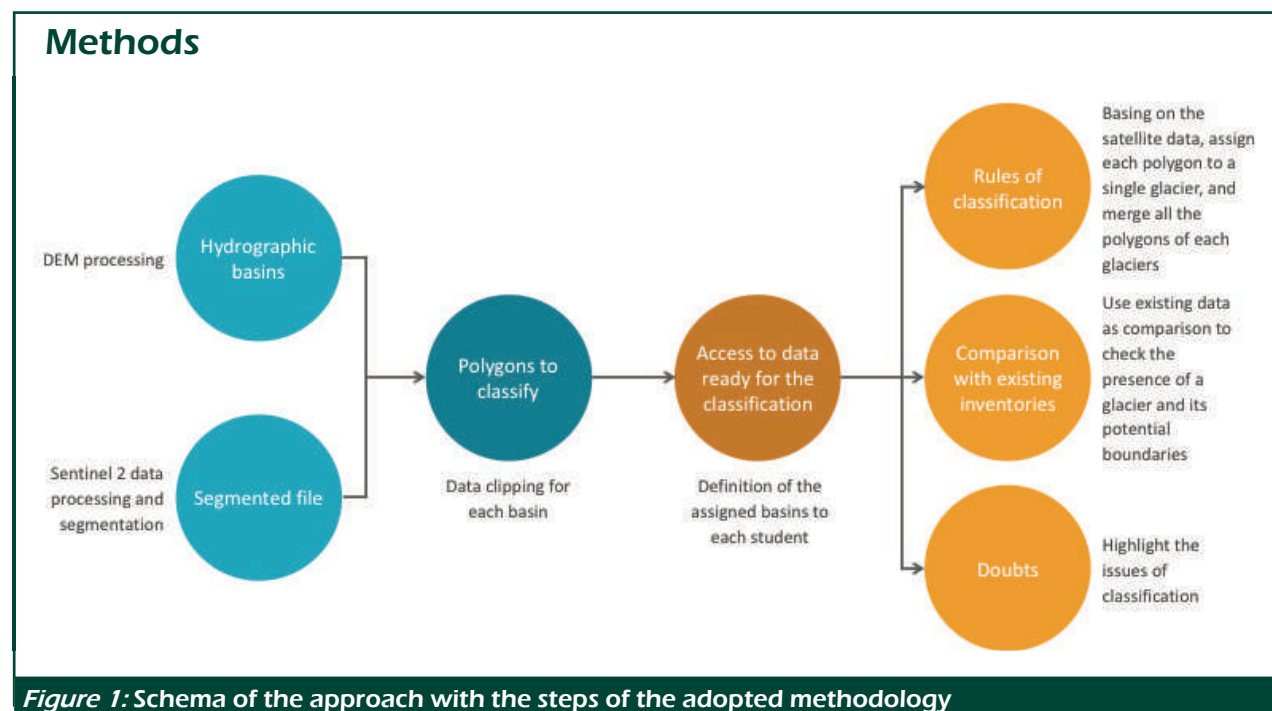 Methods
DEM processing
Hydrographic
basins
Sentinel 2 data
processing and
segmentation
Segmented file
Polygons to
classify
Data clipping for
each basin
Access to data
ready for the
classification
Definition of the
assigned basins to
each student
Rules of
classification
Basing on the
satellite data, assign
each polygon to a
single glacier, and
merge all the
polygons of each
glaciers
Comparison
with existing
inventories
Use existing data
as comparison to
check the
presence of a
glacier and its
potential
boundaries
Doubts
Highlight the
issues of
classification
Figure 1: Schema of the approach with the steps of the adopted methodology